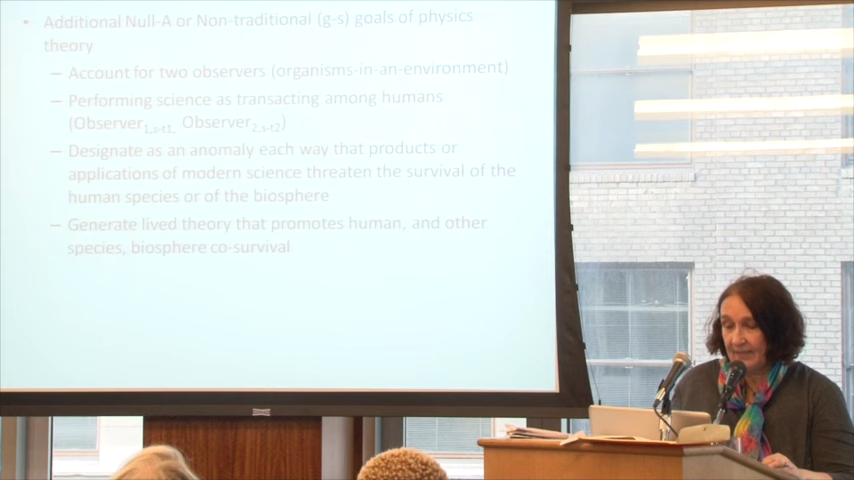 • Additional Null-A or Non-traditional (g-s) goals of physics
theory
– Account for two observers (organisms-in-an-environment)
– Performing science as transacting among humans
(Observer1,s-t1, Observer2,s-t2)
– Designate as an anomaly each way that products or
applications of modern science threaten the survival of the
human species or of the biosphere
– Generate lived theory that promotes human, and other
species, biosphere co-survival